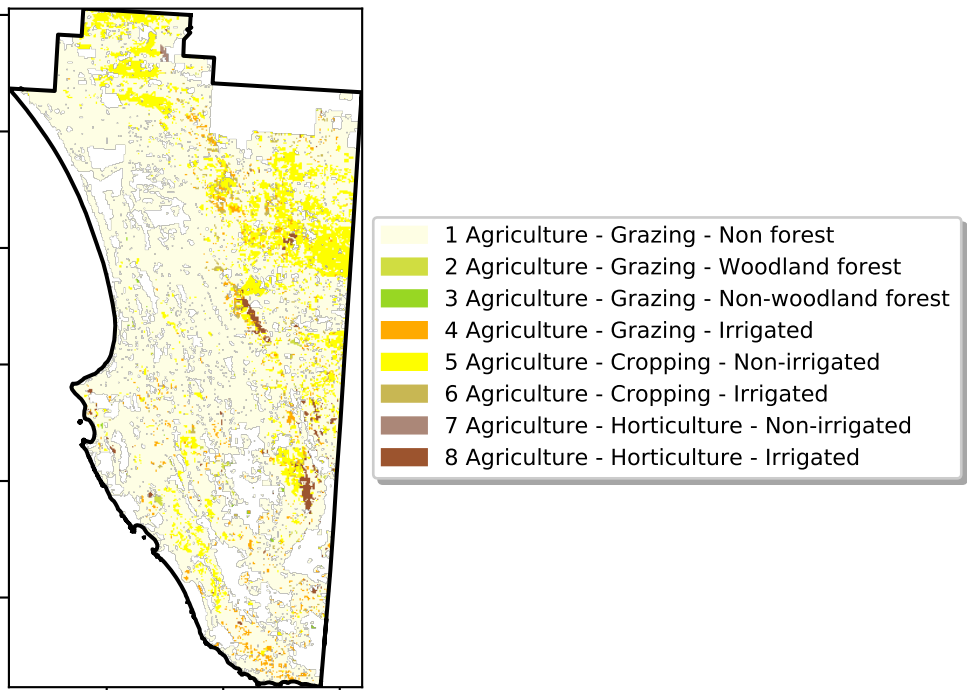 1 Agriculture - Grazing - Non forest
2 Agriculture - Grazing - Woodland forest
3 Agriculture - Grazing - Non-woodland forest
4 Agriculture - Grazing - Irrigated
5 Agriculture - Cropping - Non-irrigated
6 Agriculture - Cropping - Irrigated
7 Agriculture - Horticulture - Non-irrigated
8 Agriculture - Horticulture - Irrigated